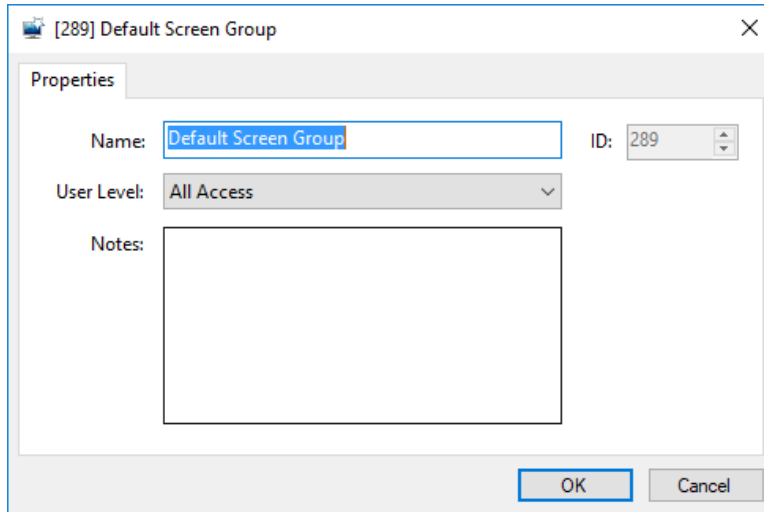 [289] Default Screen Group
Properties
Name: Default Screen Group ID: 289
User Level: All Access
Notes:
OK Cancel